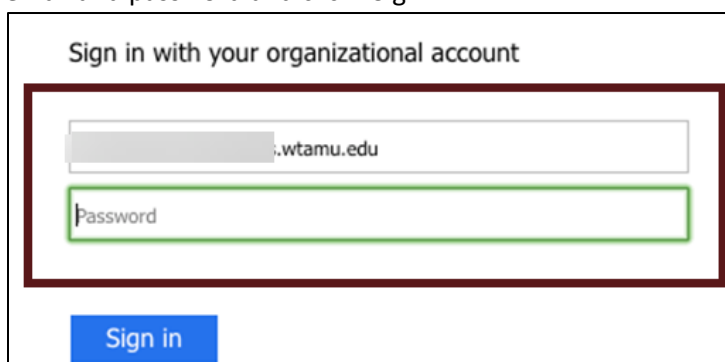 Sign in with your organizational account
.wtamu.edu
Password
Sign in